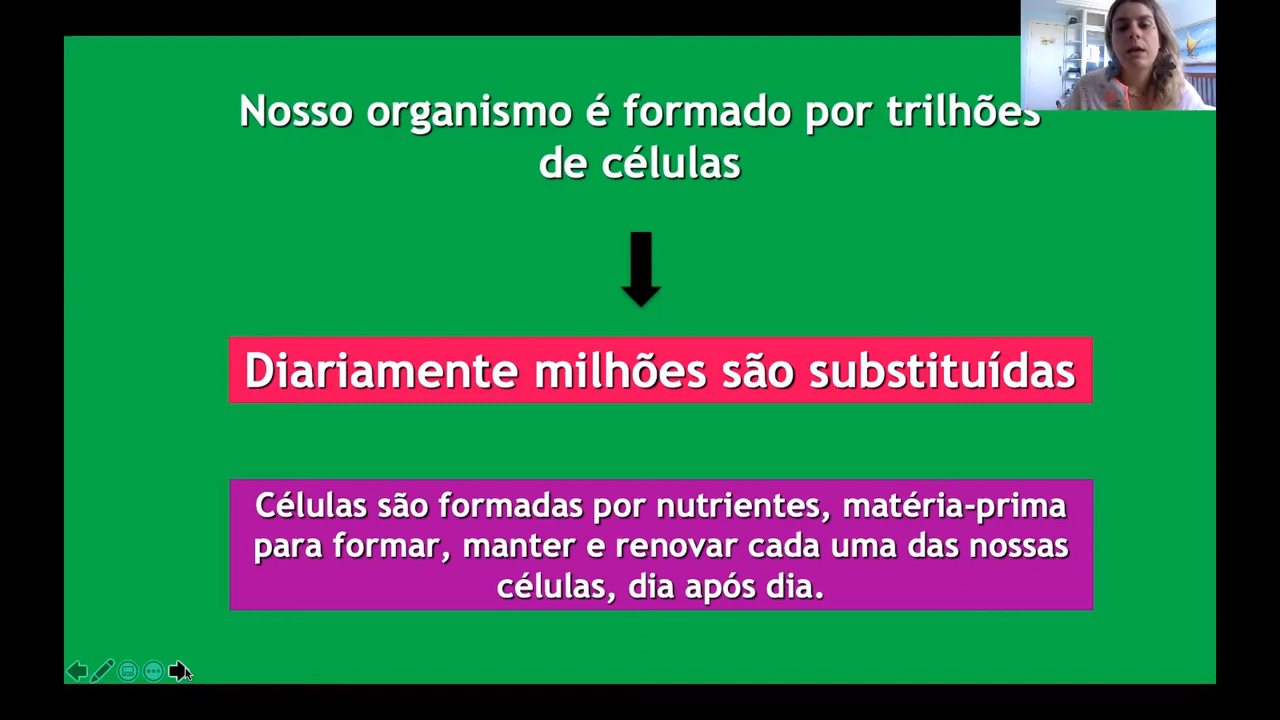 Nosso organismo é formado por trilhões
de células
Diariamente milhões são substituídas
Células são formadas por nutrientes, matéria-prima
para formar, manter e renovar cada uma das nossas
células, dia após dia.